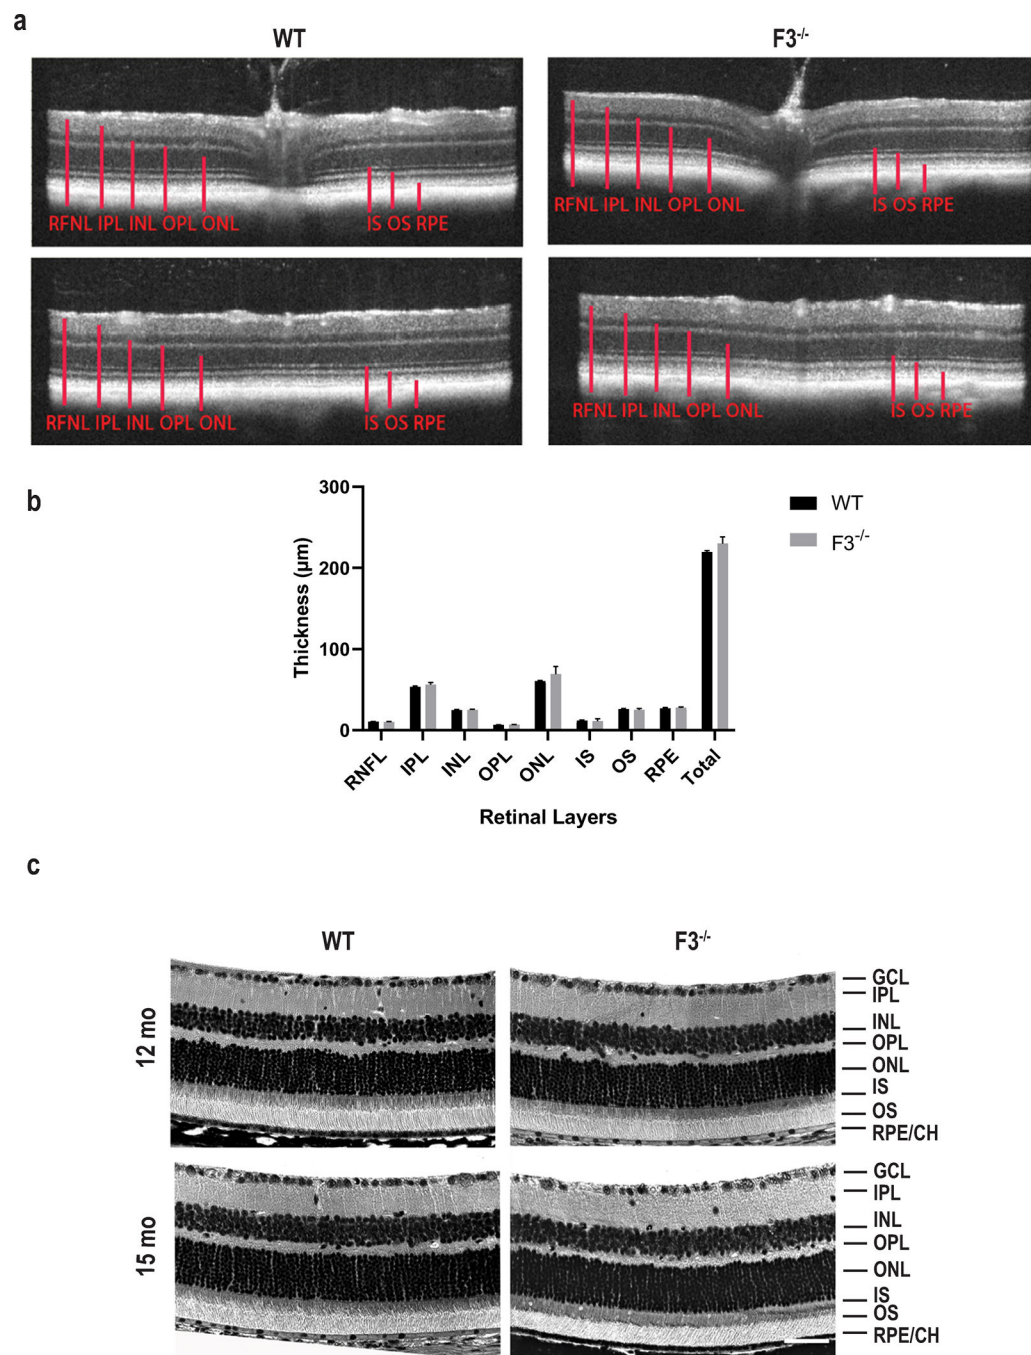 a
WT
F3-/-
RFNL IPL INL OPL ONL IS OS RPE
RFNL IPL INL OPL ONL IS OS RPE
RFNL IPL INL OPL ONL IS OS RPE
RFNL IPL INL OPL ONL IS OS RPE
b
300
200
100
0
Thickness (µm)
WT
F3-/-
RNFL IPL INL OPL ONL IS OS RPE Total
Retinal Layers
c
WT
F3-/-
12 mo
GCL
IPL
INL
OPL
ONL
IS
OS
RPE/CH
15 mo
GCL
IPL
INL
OPL
ONL
IS
OS
RPE/CH